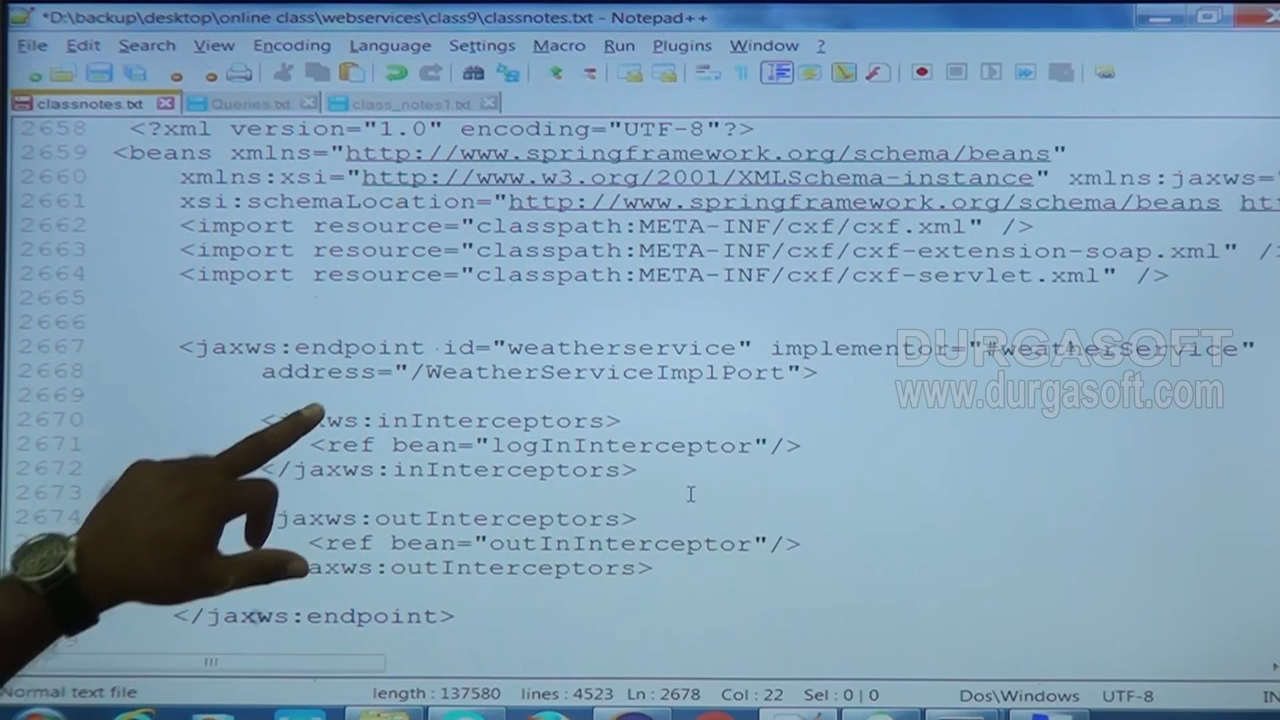 *D:\backup\desktop\online class\webservices\class9\classnotes.txt - Notepad++
File Edit Search View Encoding Language Settings Macro Run Plugins Window ?
classnotes.txt Queries.txt class_notes1.txt
2658 <?xml version="1.0" encoding="UTF-8"?>
2659 <beans xmlns="http://www.springframework.org/schema/beans"
2660 xmlns:xsi="http://www.w3.org/2001/XMLSchema-instance" xmlns:jaxws=
2661 xsi:schemaLocation="http://www.springframework.org/schema/beans
2662 <import resource="classpath:META-INF/cxf/cxf.xml" />
2663 <import resource="classpath:META-INF/cxf/cxf-extension-soap.xml" /
2664 <import resource="classpath:META-INF/cxf/cxf-servlet.xml" />
2665
2666
2667 <jaxws:endpoint id="weatherservice" implementor="#weatherService"
2668 address="/WeatherServiceImplPort">
2669
2670 ws:inInterceptors>
2671 <ref bean="logInInterceptor"/>
2672 </jaxws:inInterceptors>
2673
2674 jaxws:outInterceptors>
<ref bean="outInInterceptor"/>
axws:outInterceptors>
</jaxws:endpoint>
DURGASOFT
www.durgasoft.com
Normal text file length : 137580 lines : 4523 Ln : 2678 Col : 22 Sel : 0 | 0 Dos\Windows UTF-8 IN